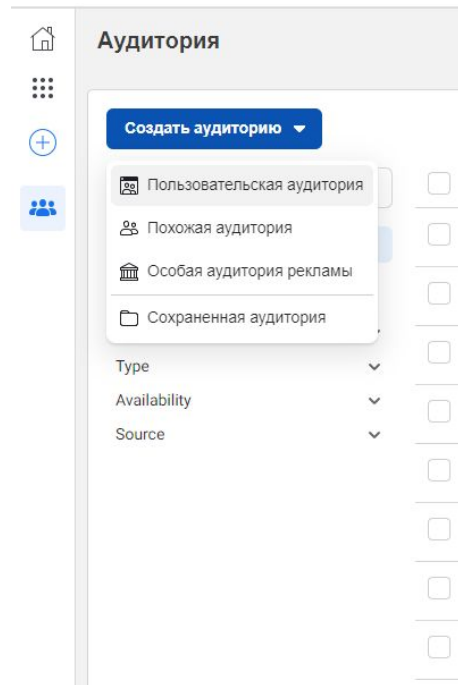 Аудитория
Создать аудиторию
Пользовательская аудитория
Похожая аудитория
Особая аудитория рекламы
Сохраненная аудитория
Type
Availability
Source